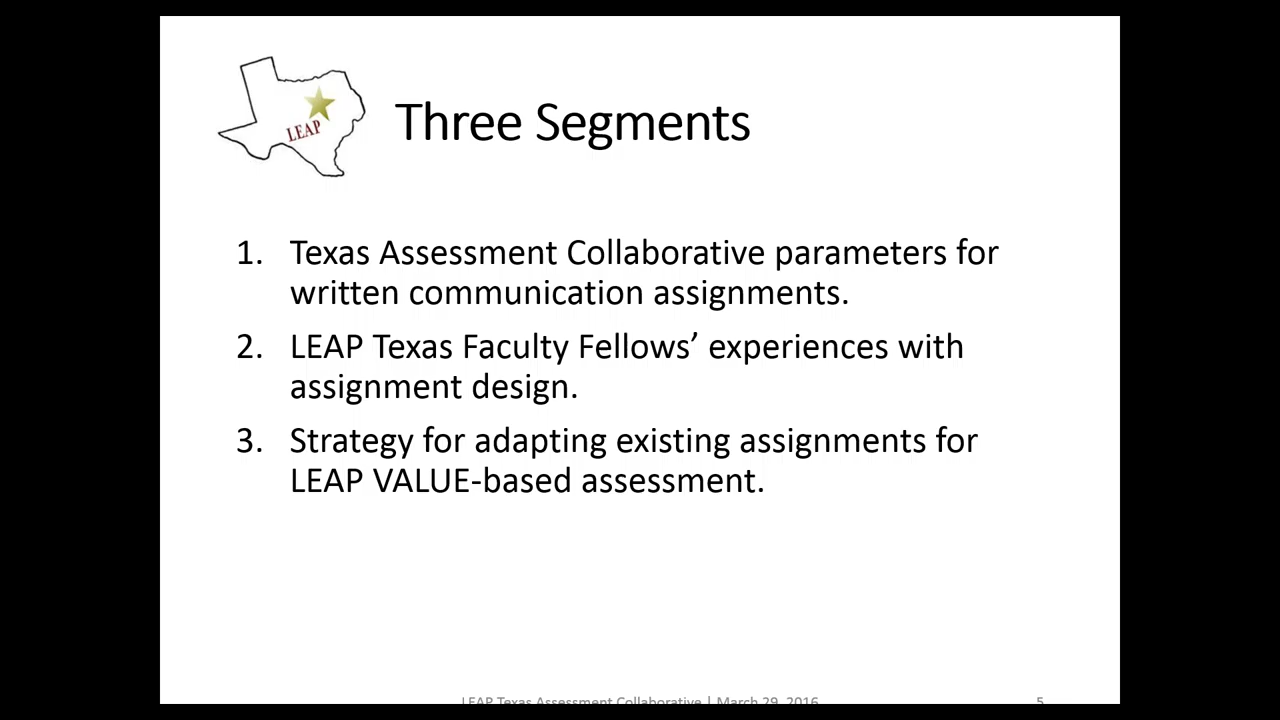 LEAP
Three Segments
1. Texas Assessment Collaborative parameters for
written communication assignments.
2. LEAP Texas Faculty Fellows’ experiences with
assignment design.
3. Strategy for adapting existing assignments for
LEAP VALUE-based assessment.
LEAP Texas Assessment Collaborative | March 29, 2016
5